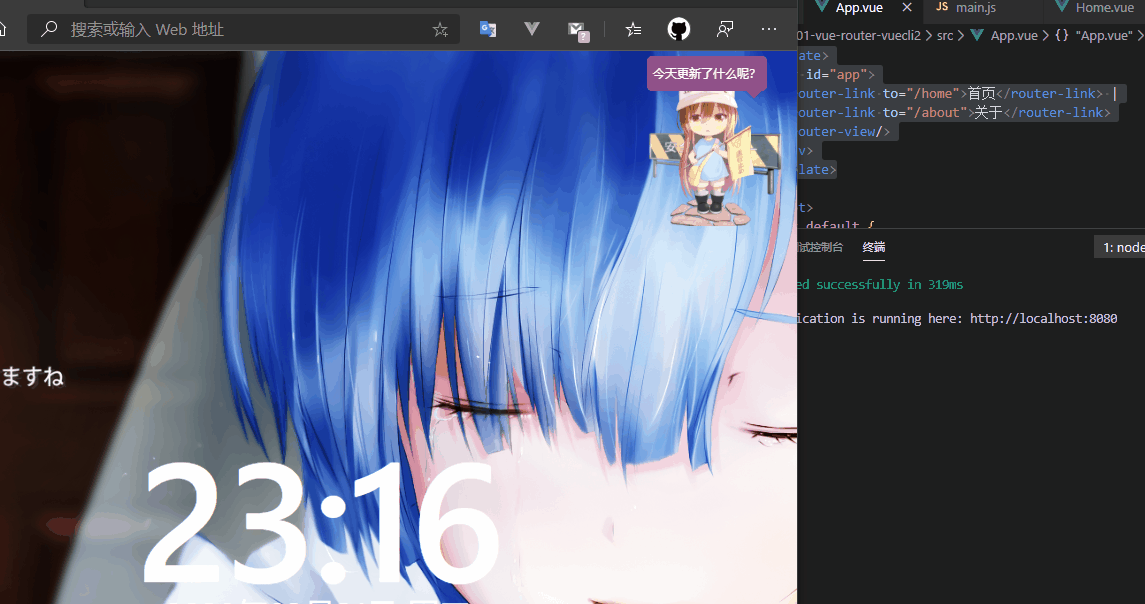 搜索或输入 Web 地址
今天更新了什么呢?
ますね
23:16
App.vue
JS main.js
Home.vue
01-vue-router-vuecli2 > src > App.vue > {} "App.vue" >
ate>
id="app">
outer-link to="/home">首页</router-link> |
outer-link to="/about">关于</router-link>
outer-view/>
v>
late>
t>
default {
试控制台 终端
1: node
ed successfully in 319ms
ication is running here: http://localhost:8080